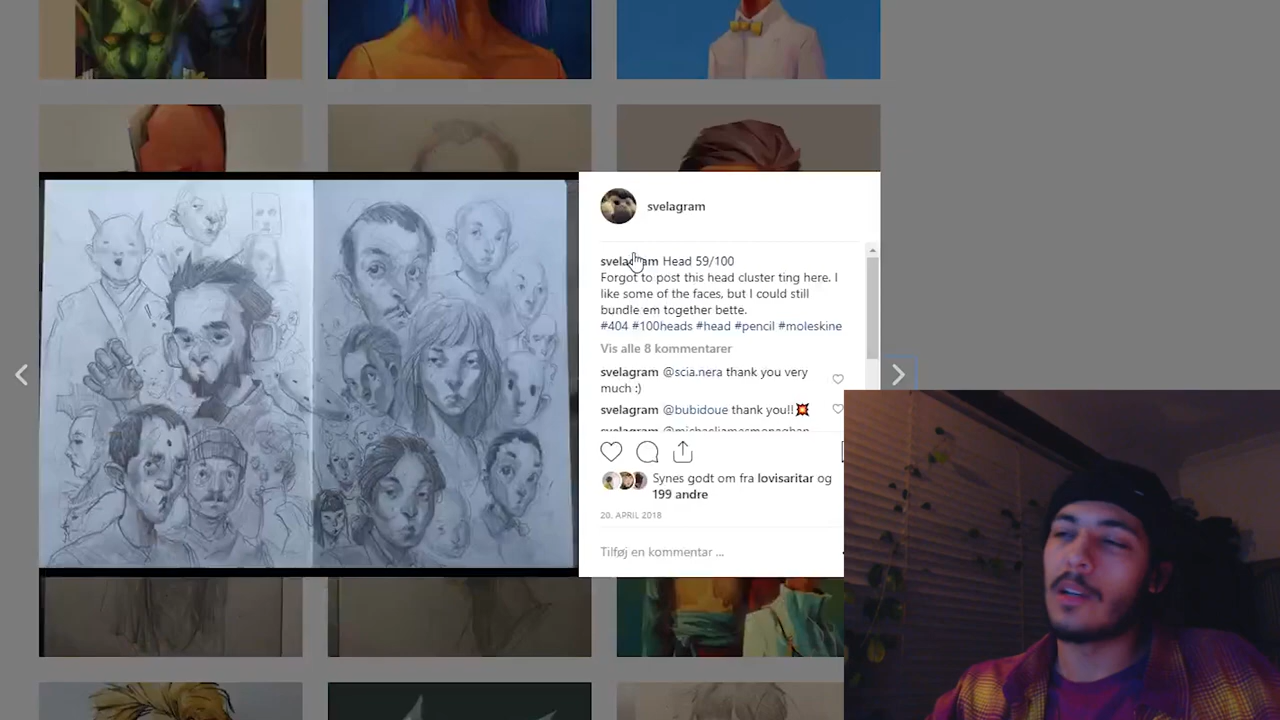 svelagram
svelagram Head 59/100
Forgot to post this head cluster ting here. I
like some of the faces, but I could still
bundle em together bette.
#404 #100heads #head #pencil #moleskine
Vis alle 8 kommentarer
svelagram @scia.nera thank you very
much :)
svelagram @bubidoue thank you!!💥
Synes godt om fra lovisaritar og
199 andre
20. APRIL 2018
Tilføj en kommentar ...